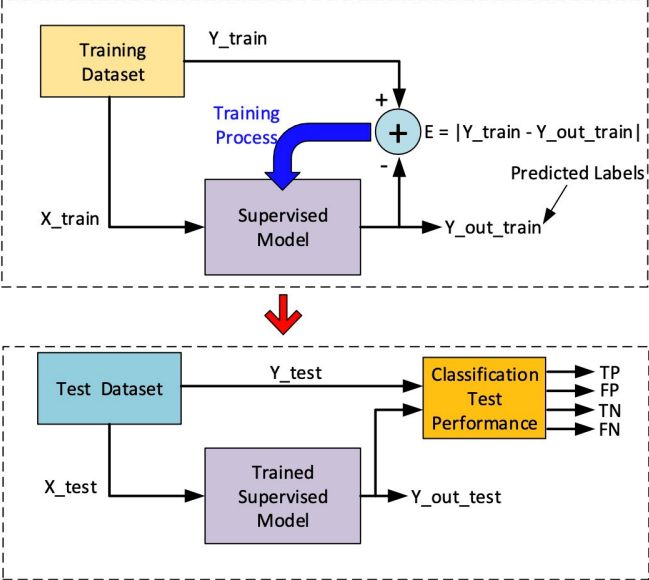 Y_train
Training
Dataset
Training
Process
+
+
E = |Y_train - Y_out_train|
-
Predicted Labels
X_train
Supervised
Model
Y_out_train
Test Dataset
Y_test
Classification
Test
Performance
TP
FP
TN
FN
X_test
Trained
Supervised
Model
Y_out_test